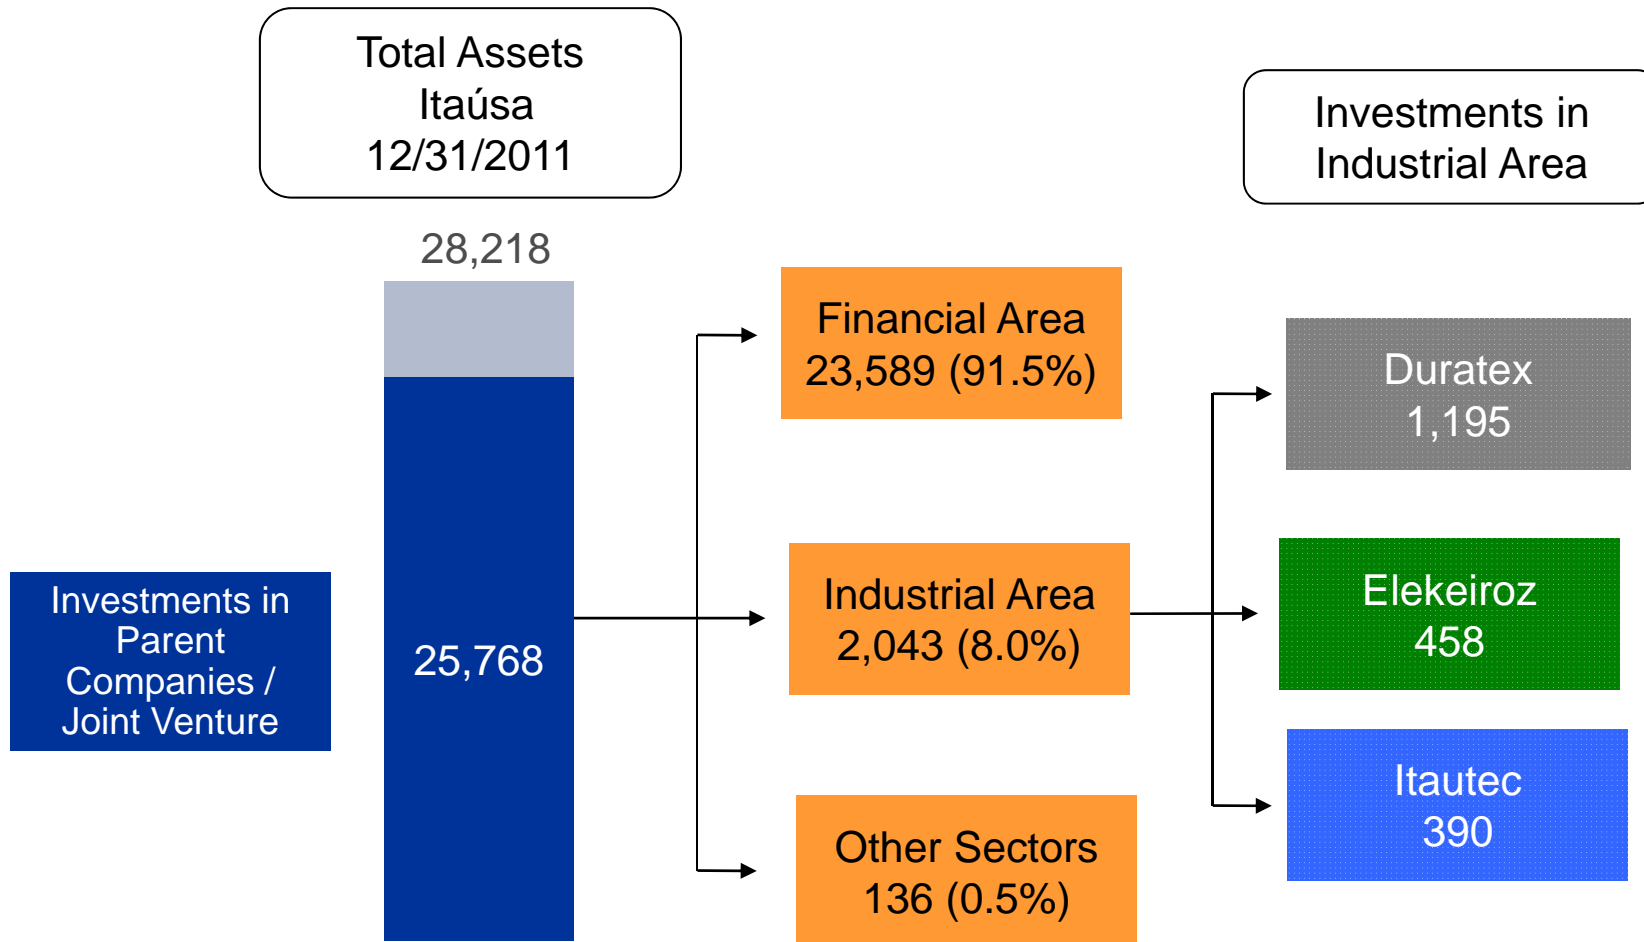 Total Assets
Itaúsa
12/31/2011
Investments in
Industrial Area
28,218
Financial Area
23,589 (91.5%)
Duratex
1,195
Investments in
Parent
Companies /
Joint Venture
25,768
Industrial Area
2,043 (8.0%)
Elekeiroz
458
Other Sectors
136 (0.5%)
Itautec
390